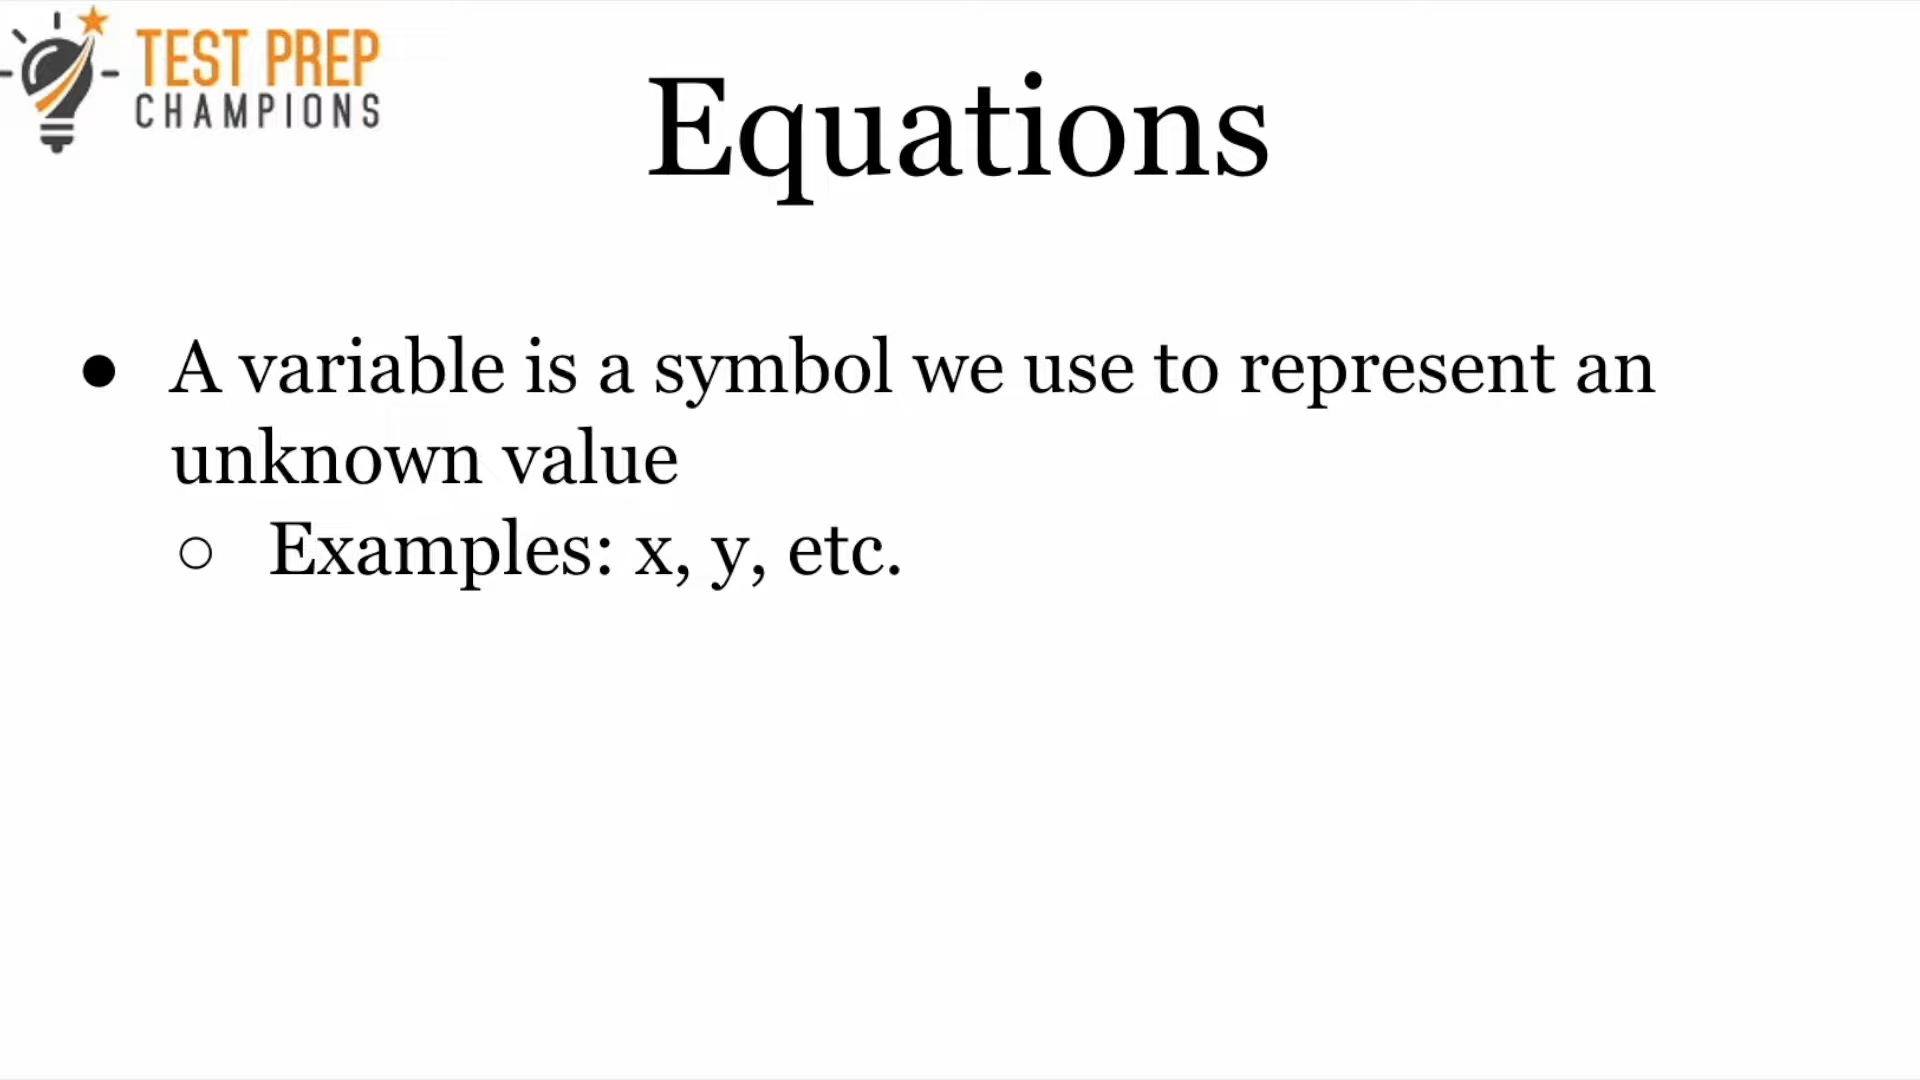 TEST PREP
CHAMPIONS
Equations
● A variable is a symbol we use to represent an
unknown value
○ Examples: x, y, etc.